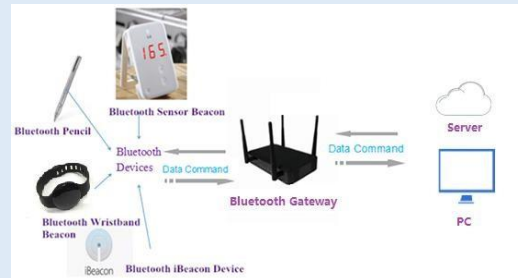 165
Bluetooth Sensor Beacon
Bluetooth Pencil
Bluetooth
Devices
Data Command
Bluetooth Wristband
Beacon
iBeacon
Bluetooth iBeacon Device
Bluetooth Gateway
Data Command
Server
PC